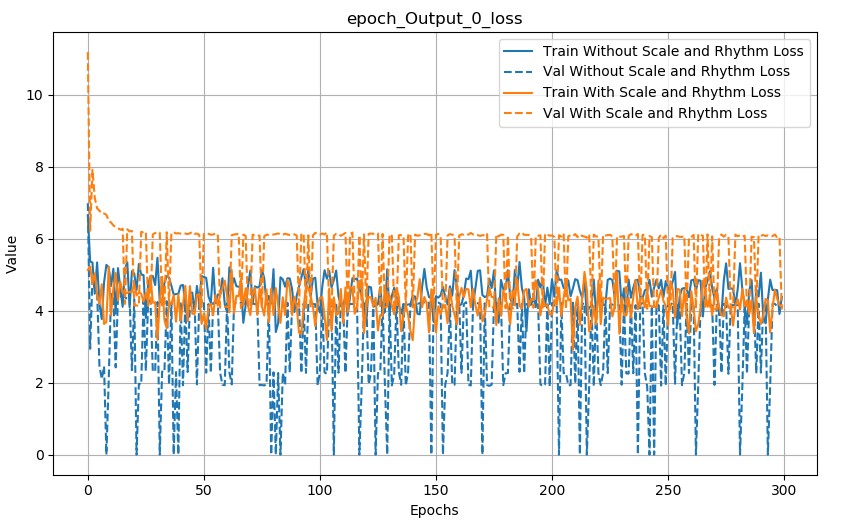 epoch_Output_0_loss
Train Without Scale and Rhythm Loss
Val Without Scale and Rhythm Loss
Train With Scale and Rhythm Loss
Val With Scale and Rhythm Loss
Value
10
8
6
4
2
0
0 50 100 150 200 250 300
Epochs